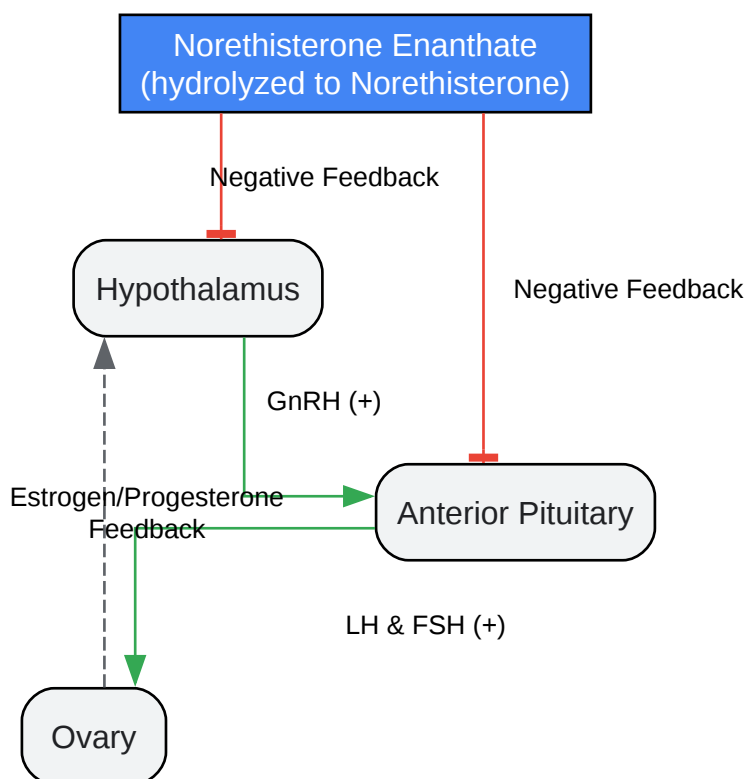 Norethisterone Enanthate
(hydrolyzed to Norethisterone)
Negative Feedback
Hypothalamus
Negative Feedback
GnRH (+)
Estrogen/Progesterone
Feedback
Anterior Pituitary
LH & FSH (+)
Ovary